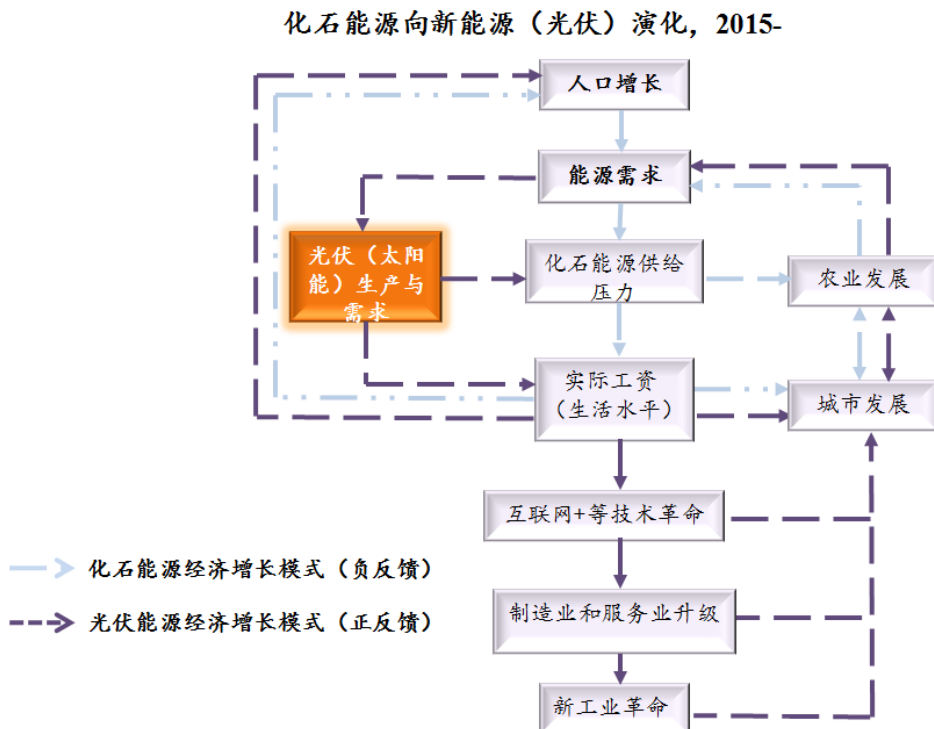 化石能源向新能源（光伏）演化，2015-
人口增长
能源需求
光伏（太阳
能）生产与
需求
化石能源供给
压力
农业发展
实际工资
（生活水平）
城市发展
互联网+等技术革命
化石能源经济增长模式（负反馈）
制造业和服务业升级
光伏能源经济增长模式（正反馈）
新工业革命